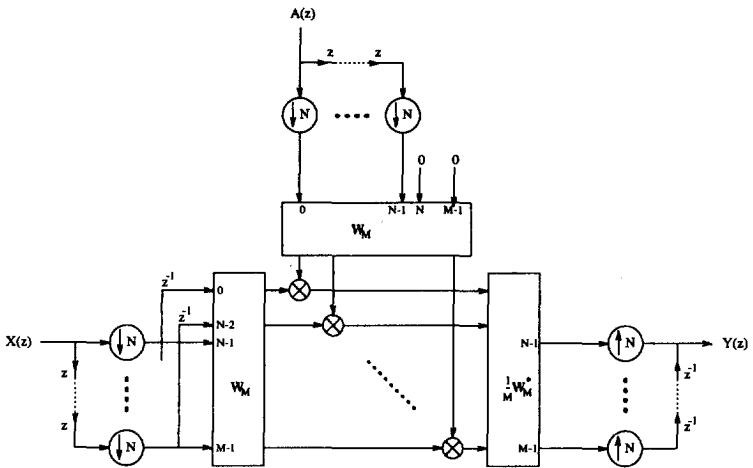 A(z)
z z
↓N ↓N
0 0
0 N-1 N M-1
W_M
z^-1
0
z^-1
N-2
X(z) ↓N N-1 N-1 ↑N Y(z)
z z^-1
W_M 1/M W_M^*
z z^-1
↓N M-1 M-1 ↑N